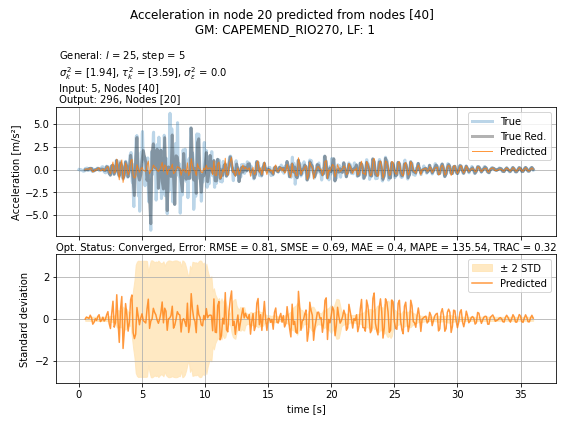 Acceleration in node 20 predicted from nodes [40]
GM: CAPEMEND_RIO270, LF: 1
General: l = 25, step = 5
σ²ₖ = [1.94], τ²ₖ = [3.59], σ²ε = 0.0
Input: 5, Nodes [40]
Output: 296, Nodes [20]
Acceleration [m/s²]
5.0
2.5
0.0
−2.5
−5.0
True
True Red.
Predicted
Opt. Status: Converged, Error: RMSE = 0.81, SMSE = 0.69, MAE = 0.4, MAPE = 135.54, TRAC = 0.32
Standard deviation
2
0
−2
± 2 STD
Predicted
0 5 10 15 20 25 30 35
time [s]